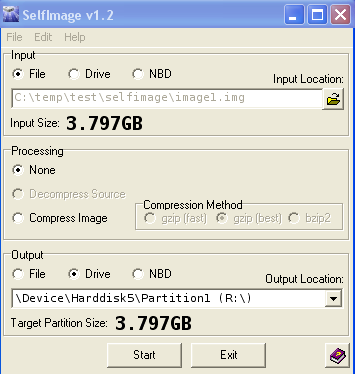 SelfImage v1.2
File Edit Help
Input
File Drive NBD Input Location:
C:\temp\test\selfimage\image1.img
Input Size: 3.797GB
Processing
None
Decompress Source
Compress Image
Compression Method
gzip (fast) gzip (best) bzip2
Output
File Drive NBD Output Location:
\Device\Harddisk5\Partition1 (R:\)
Target Partition Size: 3.797GB
Start Exit